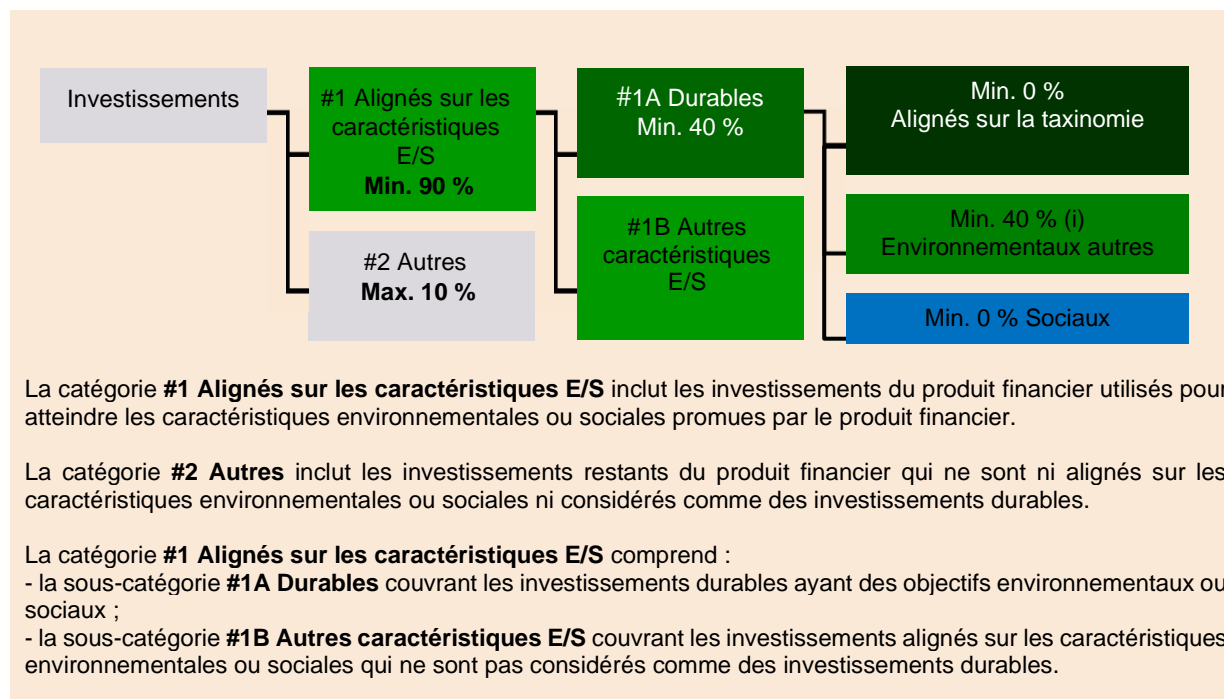 Investissements
#1 Alignés sur les
caractéristiques
E/S
Min. 90 %
#2 Autres
Max. 10 %
#1A Durables
Min. 40 %
#1B Autres
caractéristiques
E/S
Min. 0 %
Alignés sur la taxinomie
Min. 40 % (i)
Environnementaux autres
Min. 0 % Sociaux
La catégorie #1 Alignés sur les caractéristiques E/S inclut les investissements du produit financier utilisés pour
atteindre les caractéristiques environnementales ou sociales promues par le produit financier.
La catégorie #2 Autres inclut les investissements restants du produit financier qui ne sont ni alignés sur les
caractéristiques environnementales ou sociales ni considérés comme des investissements durables.
La catégorie #1 Alignés sur les caractéristiques E/S comprend :
- la sous-catégorie #1A Durables couvrant les investissements durables ayant des objectifs environnementaux ou
sociaux ;
- la sous-catégorie #1B Autres caractéristiques E/S couvrant les investissements alignés sur les caractéristiques
environnementales ou sociales qui ne sont pas considérés comme des investissements durables.